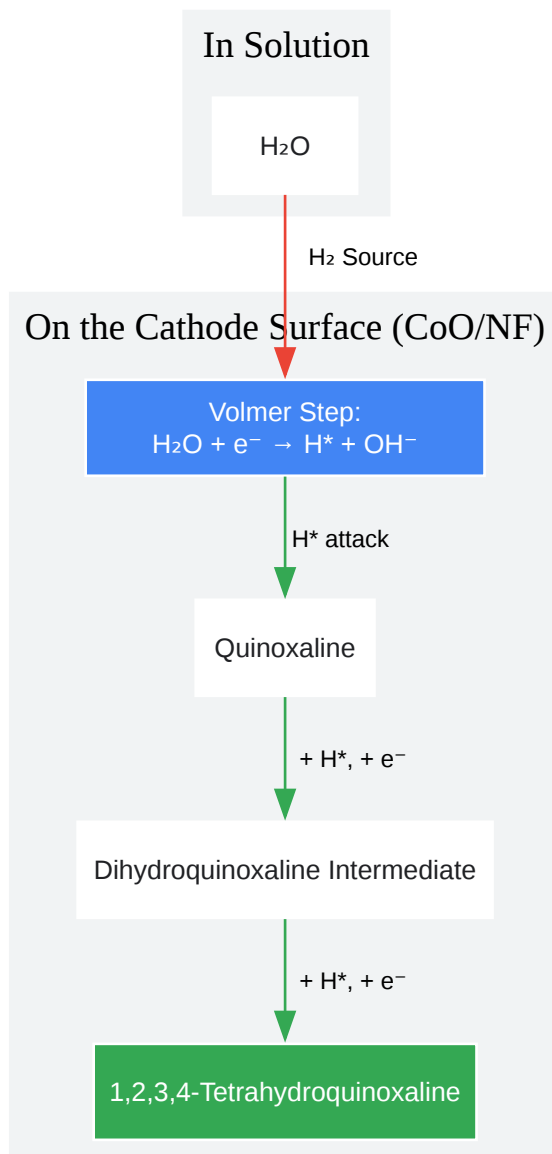 In Solution
H₂O
H₂ Source
On the Cathode Surface (CoO/NF)
Volmer Step:
H₂O + e⁻ → H* + OH⁻
H* attack
Quinoxaline
+ H*, + e⁻
Dihydroquinoxaline Intermediate
+ H*, + e⁻
1,2,3,4-Tetrahydroquinoxaline